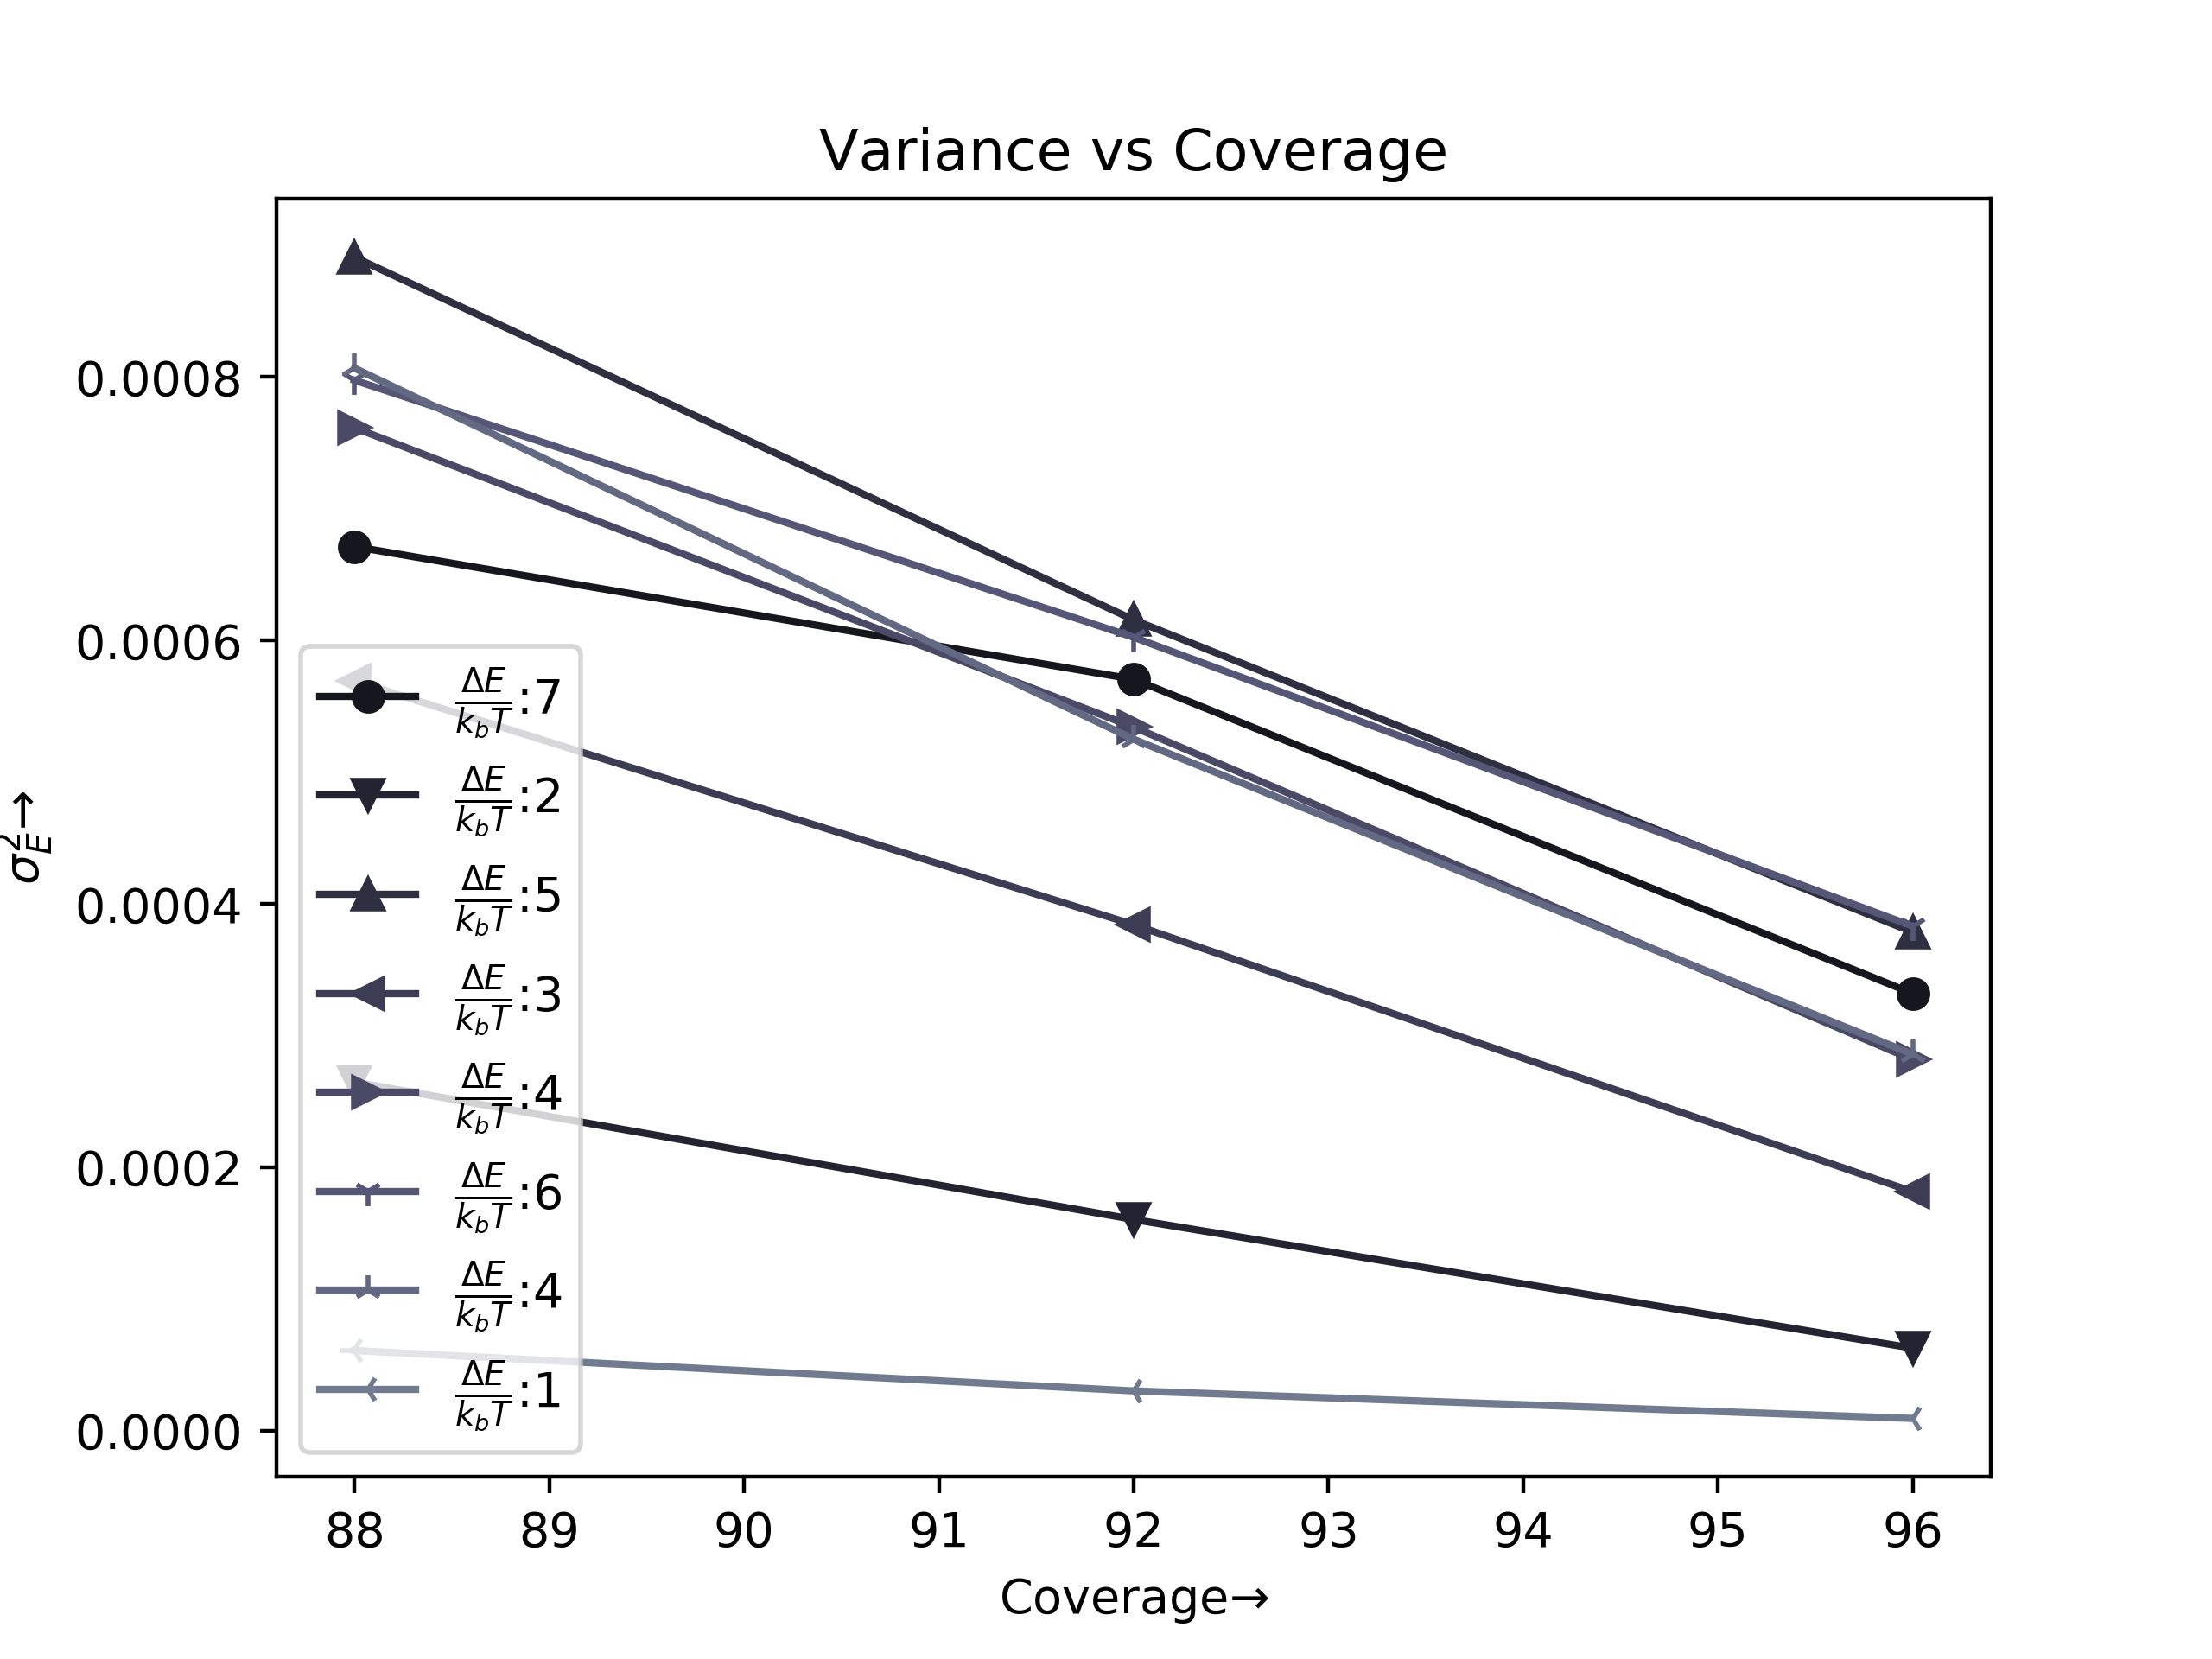 Variance vs Coverage
0.0008
0.0006
0.0004
0.0002
0.0000
σ²_E→
ΔE/k_bT:7
ΔE/k_bT:2
ΔE/k_bT:5
ΔE/k_bT:3
ΔE/k_bT:4
ΔE/k_bT:6
ΔE/k_bT:4
ΔE/k_bT:1
88 89 90 91 92 93 94 95 96
Coverage→